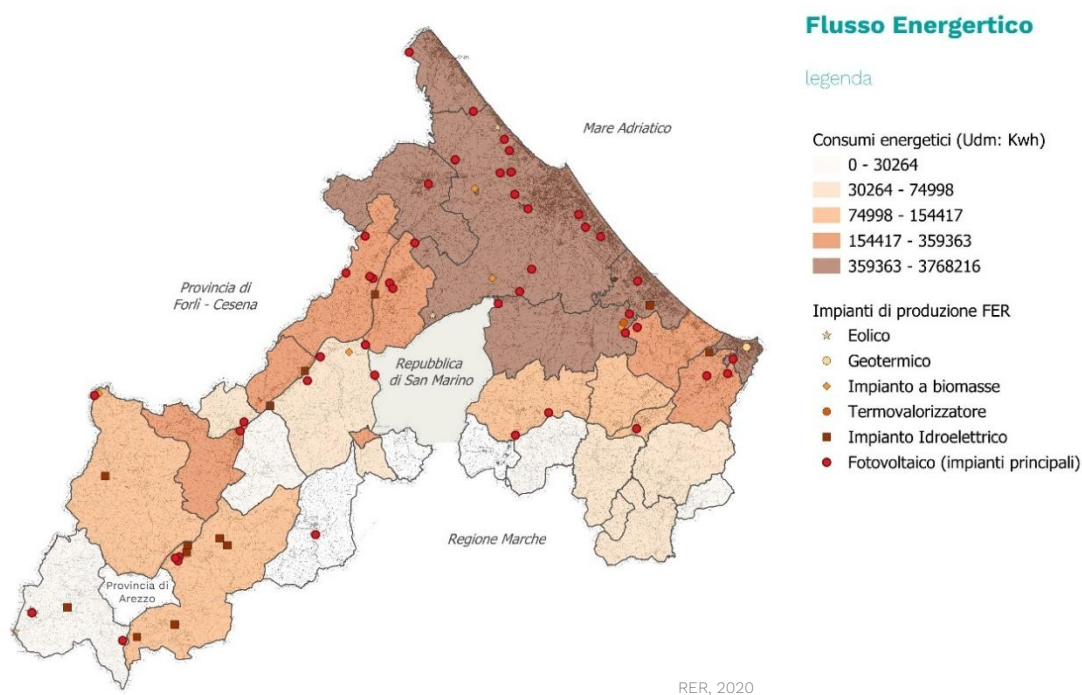 Flusso Energertico
legenda
Mare Adriatico
Consumi energetici (Udm: Kwh)
0 - 30264
30264 - 74998
74998 - 154417
154417 - 359363
359363 - 3768216
Provincia di
Forlì - Cesena
Impianti di produzione FER
Eolico
Geotermico
Impianto a biomasse
Termovalorizzatore
Impianto Idroelettrico
Fotovoltaico (impianti principali)
Repubblica
di San Marino
Regione Marche
Provincia di
Arezzo
RER, 2020